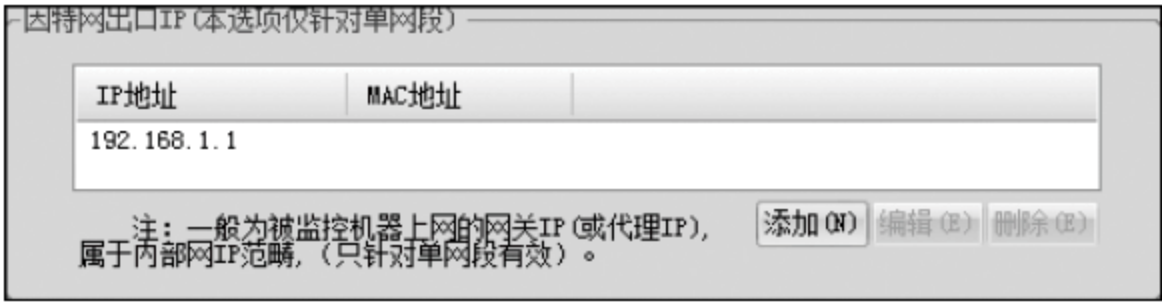 因特网出口IP(本选项仅针对单网段)
IP地址 MAC地址
192.168.1.1
注：一般为被监控机器上网的网关IP(或代理IP),
属于内部网IP范畴,（只针对单网段有效）。
添加(N) 编辑(E) 删除(E)